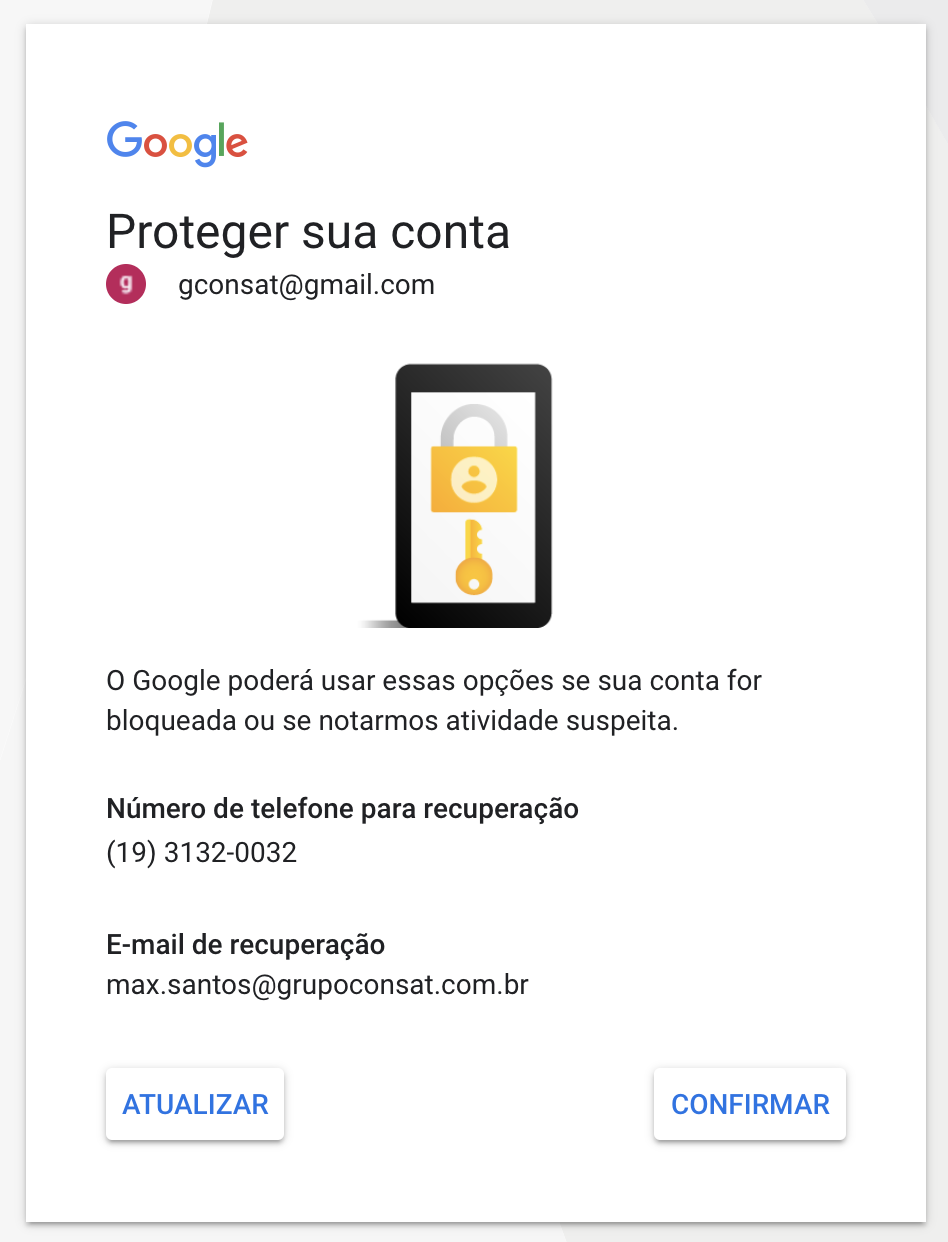 Google
Proteger sua conta
g gconsat@gmail.com
O Google poderá usar essas opções se sua conta for
bloqueada ou se notarmos atividade suspeita.
Número de telefone para recuperação
(19) 3132-0032
E-mail de recuperação
max.santos@grupoconsat.com.br
ATUALIZAR CONFIRMAR